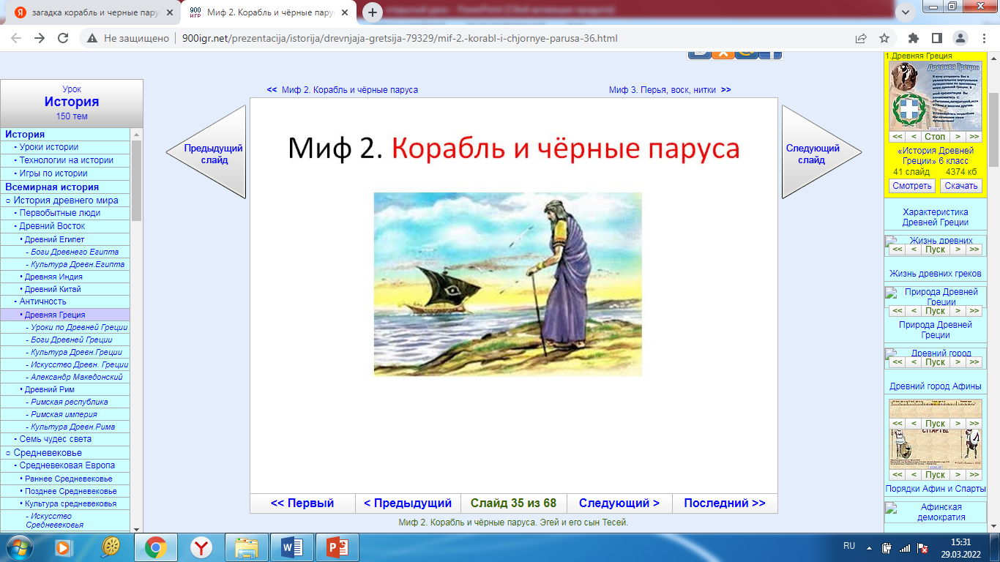 загадка корабль и черные пару
900 ИГР Миф 2. Корабль и чёрные пару
Не защищено
900igr.net/prezentacija/istorija/drevnjaja-gretsija-79329/mif-2.-korabl-i-chjornye-parusa-36.html
Урок
История
150 тем
История
Уроки истории
Технологии на истории
Игры по истории
Всемирная история
История древнего мира
Первобытные люди
Древний Восток
Древний Египет
- Боги Древнего Египта
- Культура Древн.Египта
Древняя Индия
Древний Китай
Античность
Древняя Греция
- Уроки по Древней Греции
- Боги Древней Греции
- Культура Древн.Греции
- Искусство Древн. Греции
- Александр Македонский
Древний Рим
- Римская республика
- Римская империя
- Культура Древн.Рима
Семь чудес света
Средневековье
Средневековая Европа
Раннее Средневековье
Позднее Средневековье
Культура средневековья
- Искусство
Средневековья
<< Миф 2. Корабль и чёрные паруса
Миф 3. Перья, воск, нитки >>
Предыдущий
слайд
Миф 2. Корабль и чёрные паруса
Следующий
слайд
<< Первый
< Предыдущий
Слайд 35 из 68
Следующий >
Последний >>
Миф 2. Корабль и чёрные паруса. Эгей и его сын Тесей.
1.Древняя Греция
Древняя Греция
<< < Стоп > >>
«История Древней
Греции» 6 класс
41 слайд 4374 кб
Смотреть Скачать
Характеристика
Древней Греции
Жизнь древних
<< < Пуск > >>
Жизнь древних греков
Природа Древней
Греции
<< < Пуск > >>
Природа Древней
Греции
Древний город
<< < Пуск > >>
Древний город Афины
<< < Пуск > >>
СПАРТЫ
<< < Пуск > >>
Порядки Афин и Спарты
Афинская
демократия
RU
15:31
29.03.2022